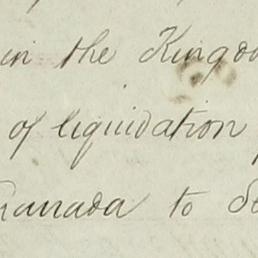 in the Kingdo
of liquidation
Granada to